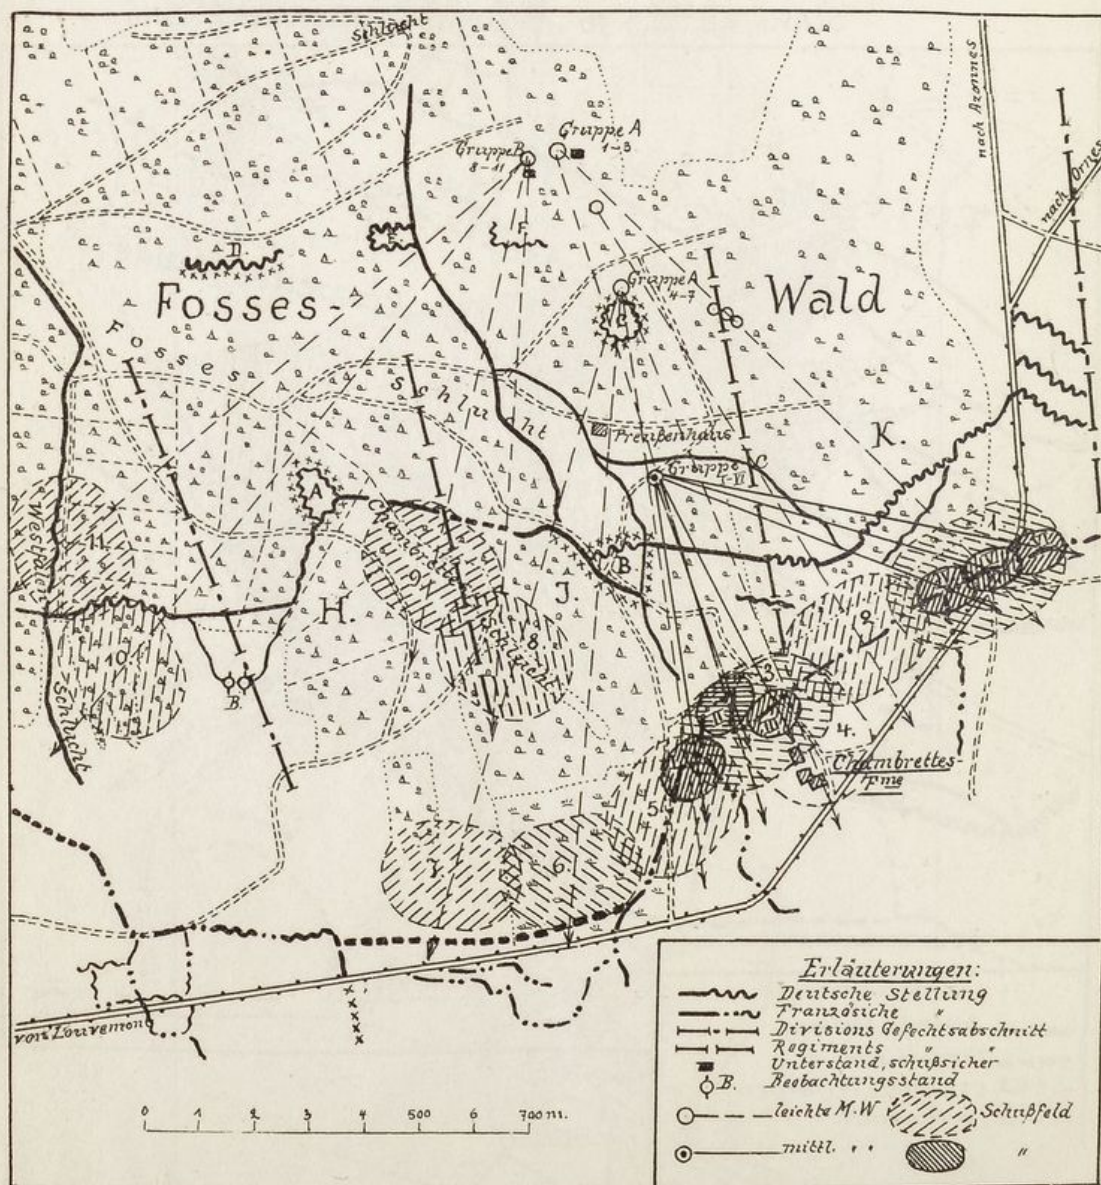 Schlucht
nach Azannes
nach Ornes
Gruppe A
1-3
Gruppe B
8-11
D.
E
F.
Fosses-
Wald
Gruppe A
4-7
C
Fosses
schlucht
K.
Preußenhaus
Gruppe
I-VI
C
A
Westfalen
Schlucht
11
Chambrettes
Schlucht
9
B
J
1
H.
8
2
10
B.
3
4.
Chambrettes
Fme
5
7
6
von Louvemont
Erläuterungen:
Deutsche Stellung
Französiche "
Divisions Gefechtsabschnitt
Regiments " "
Unterstand, schußsicher
B. Beobachtungsstand
leichte M.W Schußfeld
mittl. " " "
0 1 2 3 4 500 6 700 m.